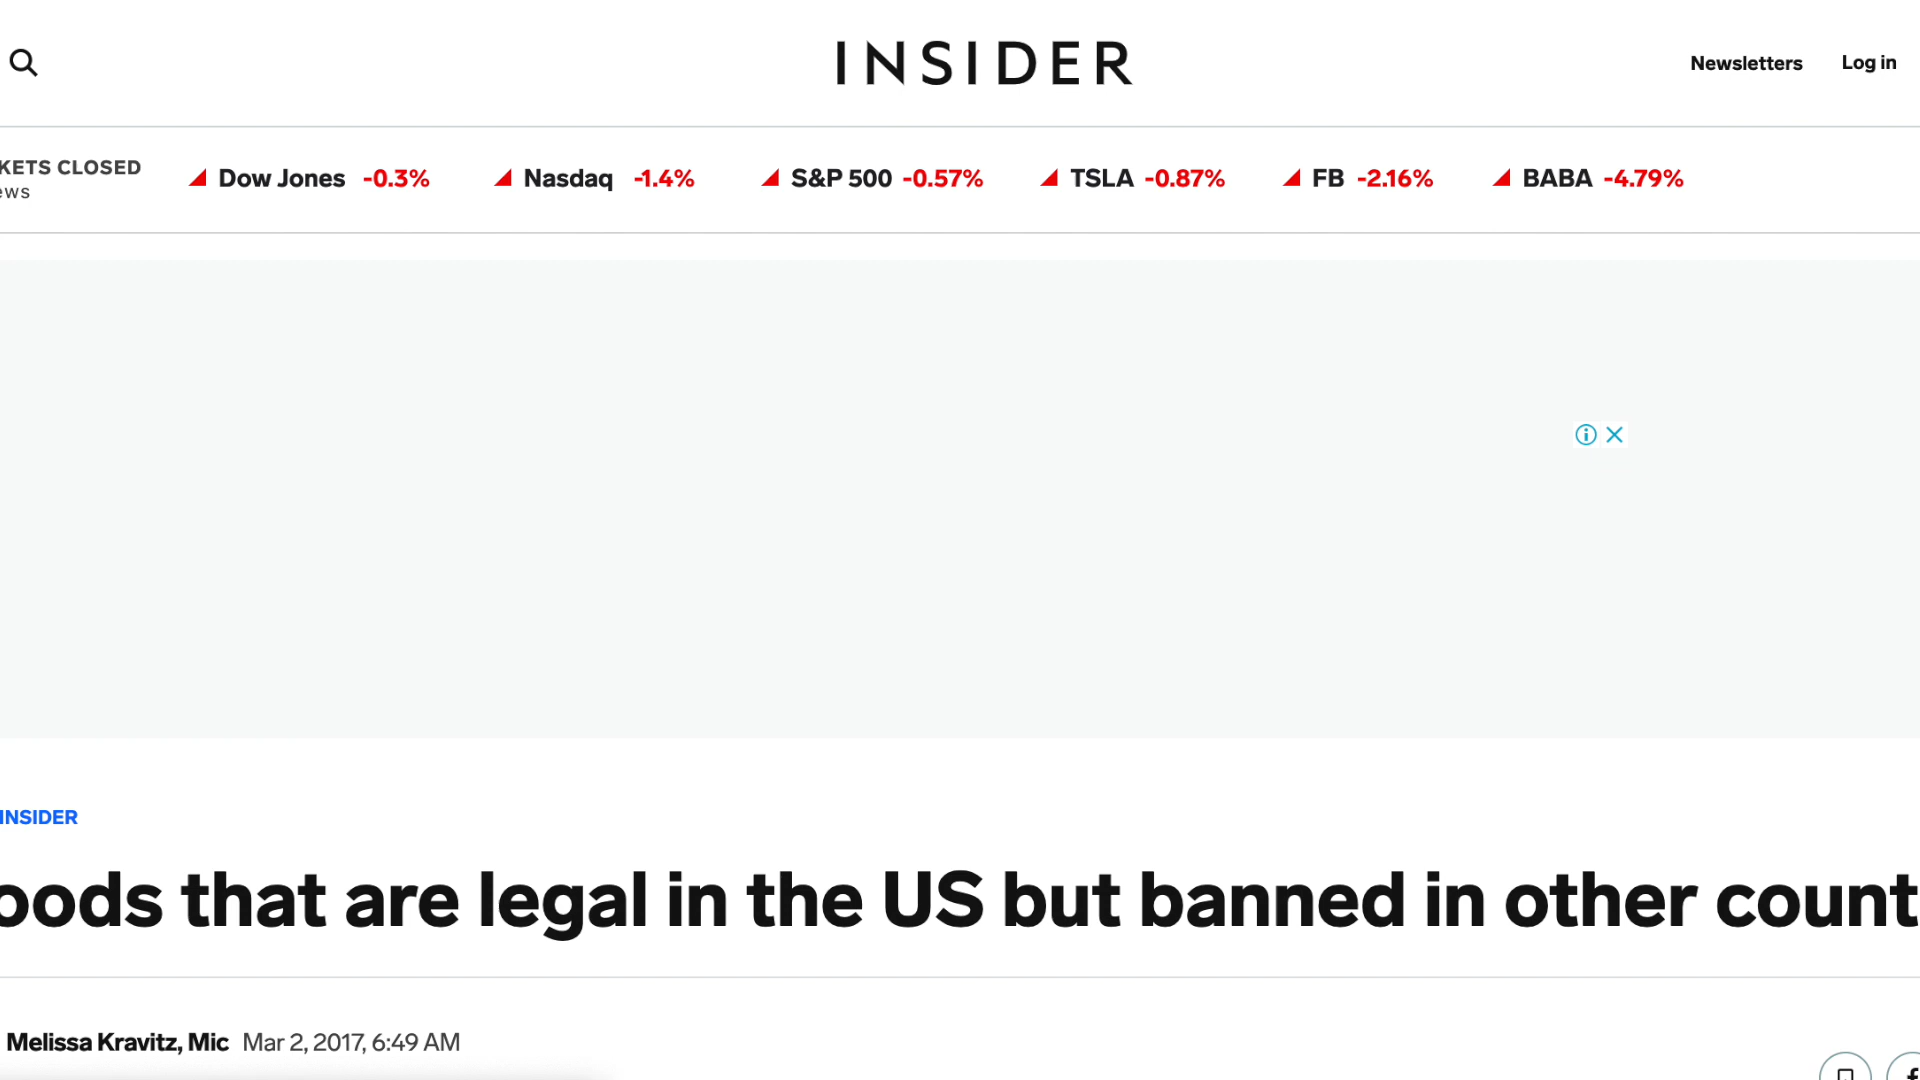 INSIDER
Newsletters
Log in
KETS CLOSED
ews
Dow Jones -0.3%
Nasdaq -1.4%
S&P 500 -0.57%
TSLA -0.87%
FB -2.16%
BABA -4.79%
INSIDER
oods that are legal in the US but banned in other count
Melissa Kravitz, Mic Mar 2, 2017, 6:49 AM